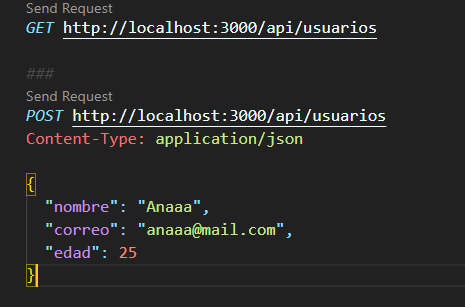 Send Request
GET http://localhost:3000/api/usuarios
###
Send Request
POST http://localhost:3000/api/usuarios
Content-Type: application/json
{
"nombre": "Anaaa",
"correo": "anaaa@mail.com",
"edad": 25
}